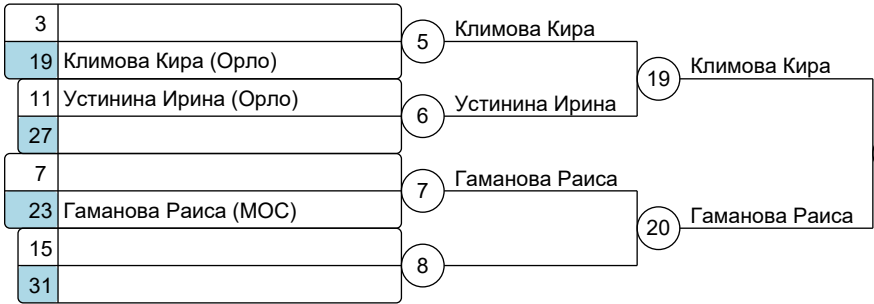 3
5
Климова Кира
19 Климова Кира (Орло)
19
Климова Кира
11 Устинина Ирина (Орло)
6
Устинина Ирина
27
7
7
Гаманова Раиса
23 Гаманова Раиса (МОС)
20
Гаманова Раиса
15
8
31